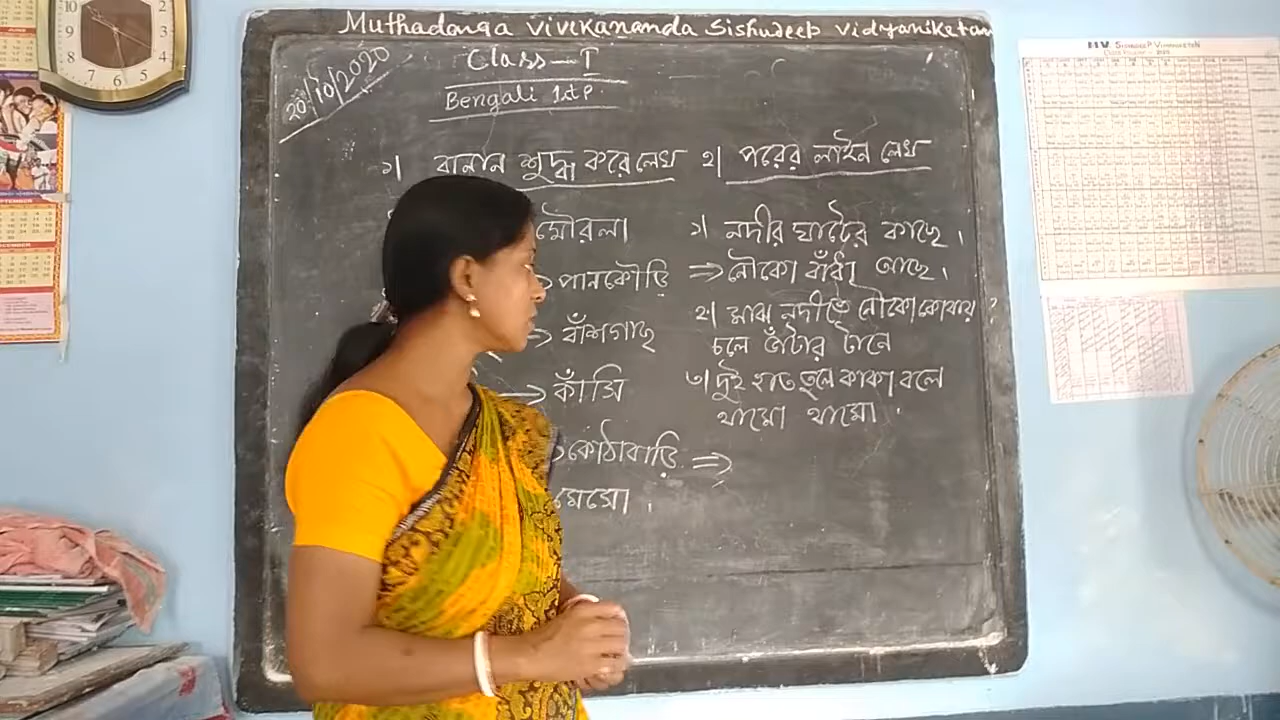 Muthadanga vivekananda Sishudeep vidyaniketan
20/10/2020
Class - I
Bengali 1st P.
১| বানান শুদ্ধ করে লেখ
মৌরলা
পানকৌড়ি
বাঁশগাছ
কাঁসি
কোঠাবাড়ি
মেসো।
২| পরের লাইন লেখ
১| নদীর ঘাটের কাছে।
⇒ নৌকো বাঁধা আছে।
২| মাঝ নদীতে নৌকো কোথায় ?
চলে ভাঁটার টানে
৩| দুই হাত তুলে কাকা বলে
থামো থামো।
⇒